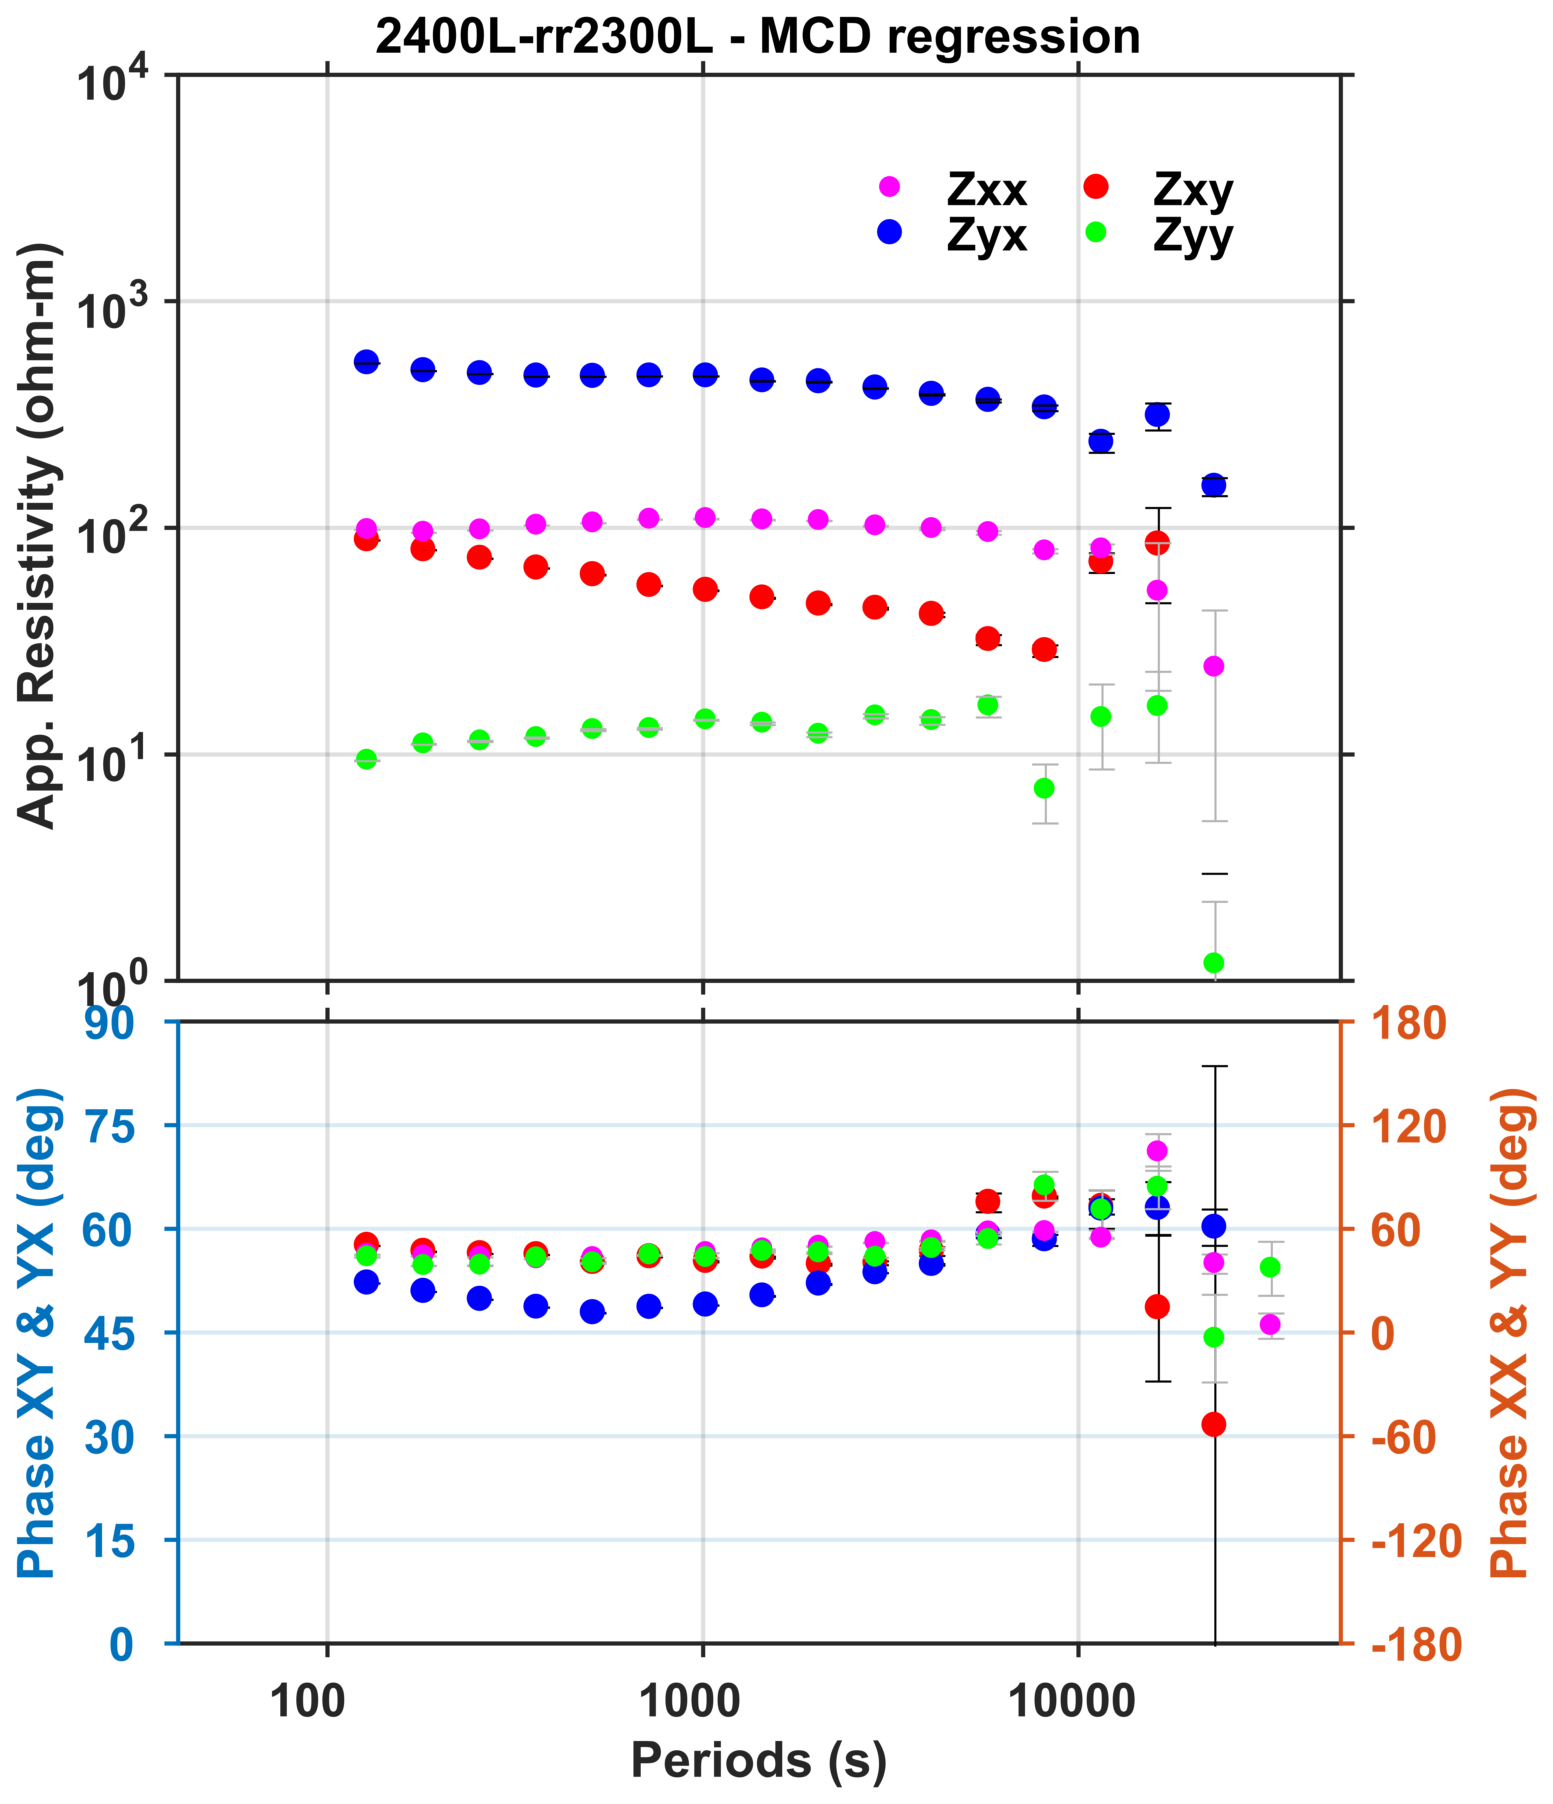 2400L-rr2300L - MCD regression
App. Resistivity (ohm-m)
10^4
10^3
10^2
10^1
10^0
Zxx Zxy
Zyx Zyy
Phase XY & YX (deg)
90
75
60
45
30
15
0
180
120
60
0
-60
-120
-180
Phase XX & YY (deg)
100 1000 10000
Periods (s)